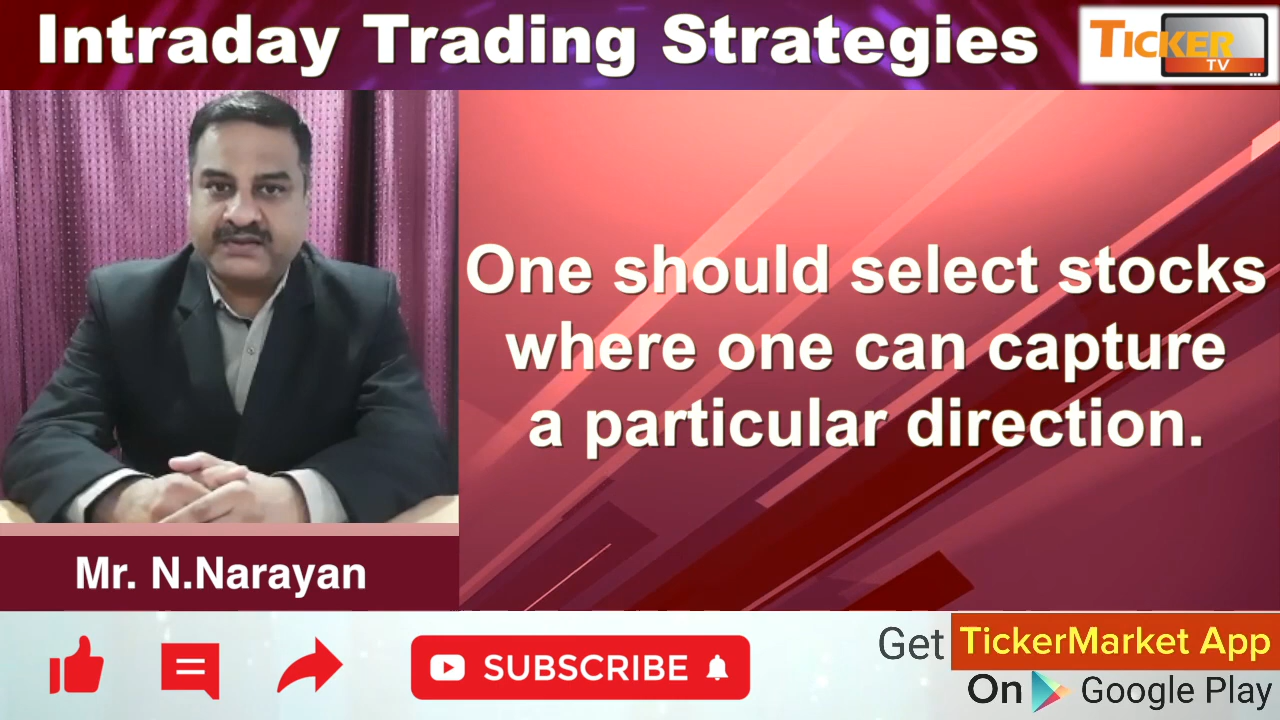 Intraday Trading Strategies
TICKER
TV
One should select stocks
where one can capture
a particular direction.
Mr. N.Narayan
SUBSCRIBE
Get TickerMarket App
On Google Play